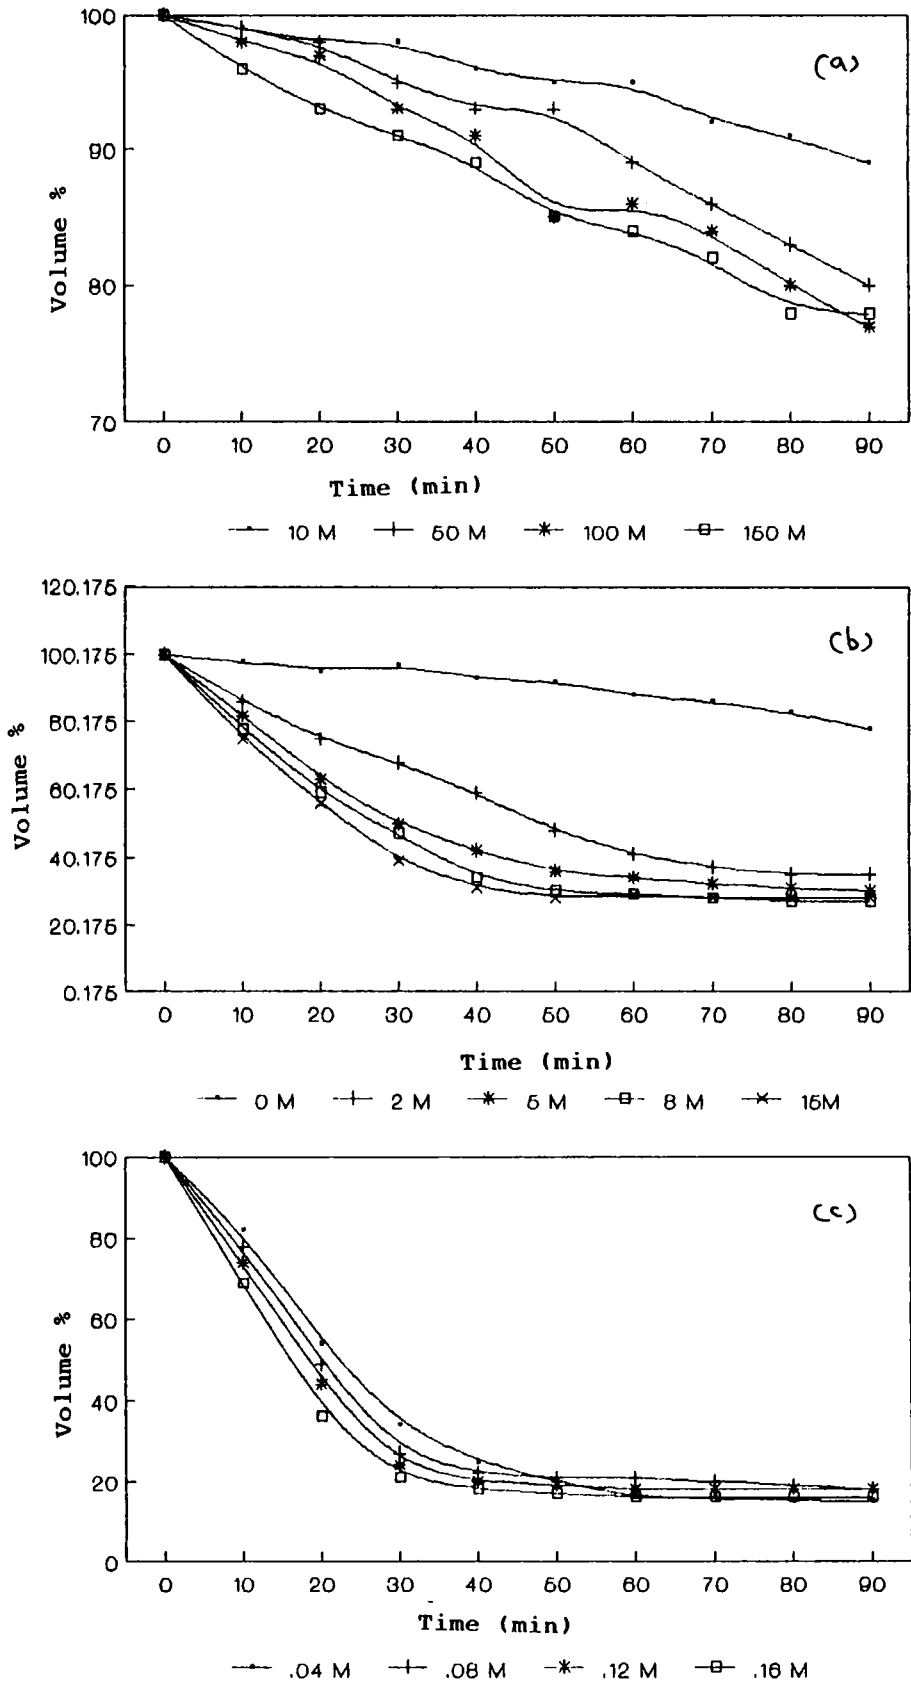 100
(a)
90
Volume %
80
70
0 10 20 30 40 50 60 70 80 90
Time (min)
10 M 50 M 100 M 150 M
120.175
(b)
100.175
80.175
Volume %
60.175
40.175
20.175
0.175
0 10 20 30 40 50 60 70 80 90
Time (min)
0 M 2 M 5 M 8 M 15M
100
(c)
80
60
Volume %
40
20
0
0 10 20 30 40 50 60 70 80 90
Time (min)
.04 M .08 M .12 M .16 M